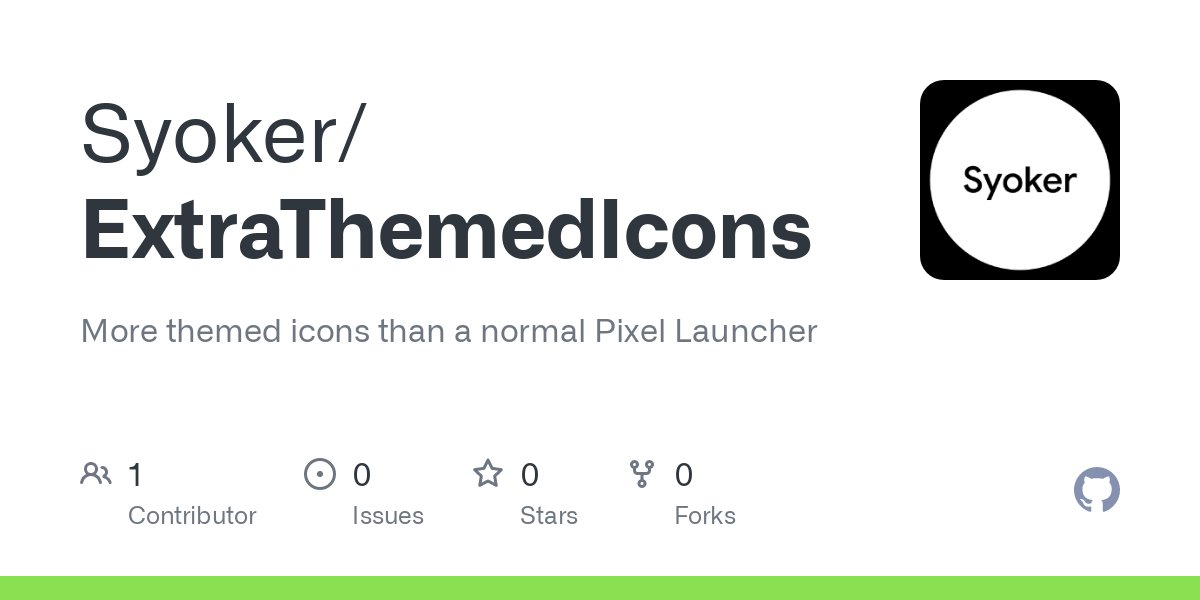 Syoker/
ExtraThemedIcons
Syoker
More themed icons than a normal Pixel Launcher
1
Contributor
0
Issues
0
Stars
0
Forks